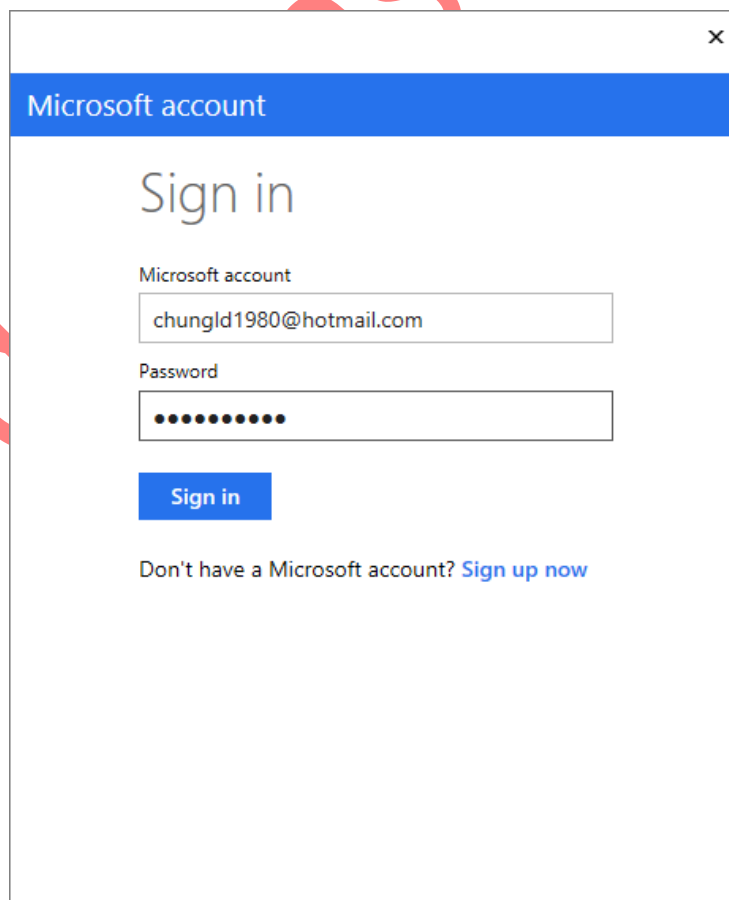 Microsoft account
Sign in
Microsoft account
chungld1980@hotmail.com
Password
Sign in
Don't have a Microsoft account? Sign up now